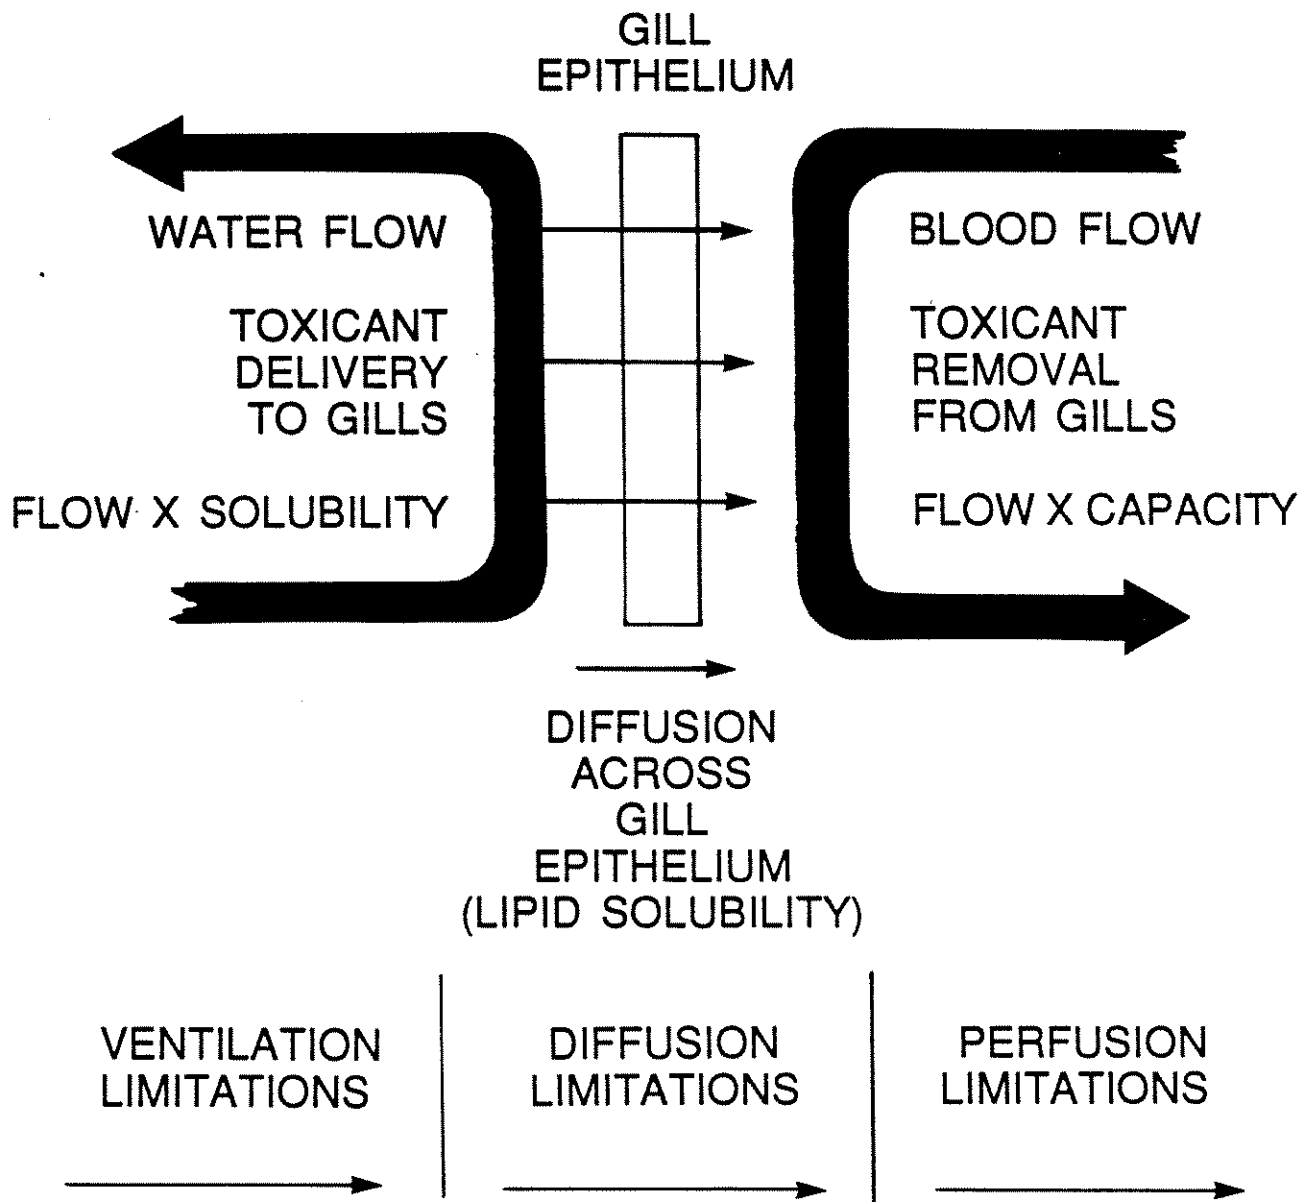 GILL
EPITHELIUM
WATER FLOW
TOXICANT
DELIVERY
TO GILLS
FLOW X SOLUBILITY
BLOOD FLOW
TOXICANT
REMOVAL
FROM GILLS
FLOW X CAPACITY
DIFFUSION
ACROSS
GILL
EPITHELIUM
(LIPID SOLUBILITY)
VENTILATION
LIMITATIONS
DIFFUSION
LIMITATIONS
PERFUSION
LIMITATIONS